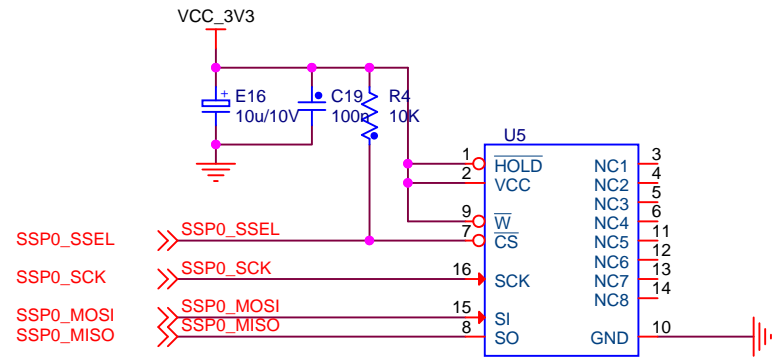 VCC_3V3
+ E16 C19 R4
10u/10V 100n 10K
U5
1 HOLD NC1 3
2 VCC NC2 4
NC3 5
9 W NC4 6
SSP0_SSEL SSP0_SSEL 7 CS NC5 11
NC6 12
SSP0_SCK SSP0_SCK 16 SCK NC7 13
NC8 14
SSP0_MOSI SSP0_MOSI 15 SI
SSP0_MISO SSP0_MISO 8 SO GND 10